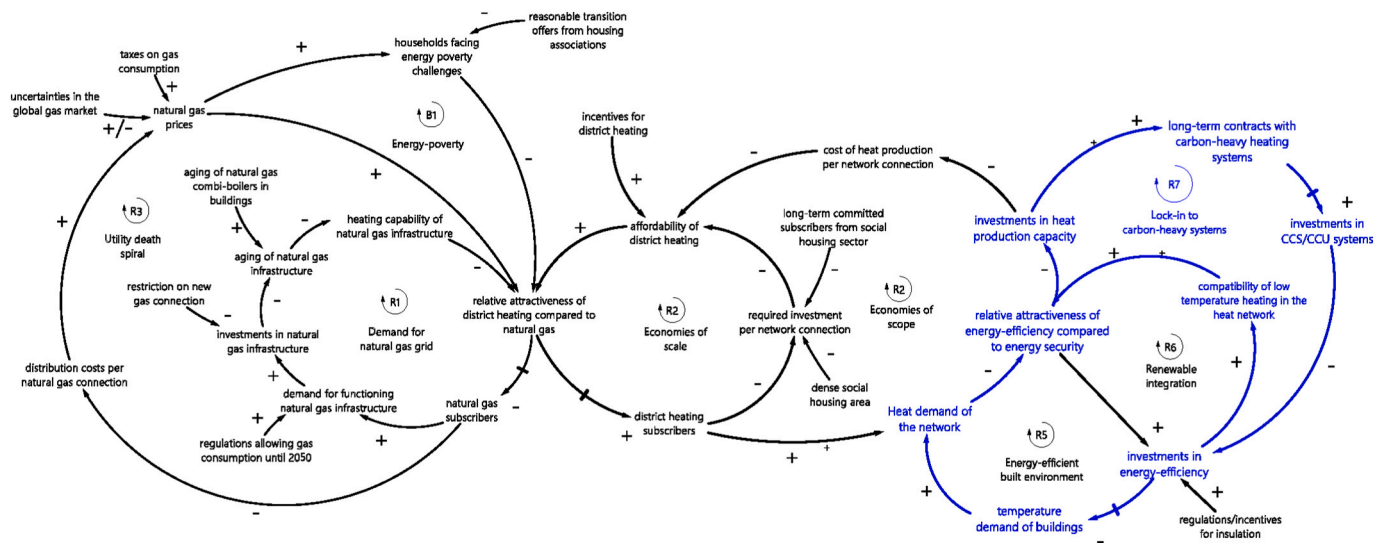 reasonable transition
offers from housing
associations
−
households facing
energy poverty
challenges
+
taxes on gas
consumption
+
uncertainties in the
global gas market
+/-
natural gas
prices
B1
Energy-poverty
−
+
aging of natural gas
combi-boilers in
buildings
+
−
heating capability of
natural gas infrastructure
−
R3
Utility death
spiral
+
aging of natural gas
infrastructure
−
restriction on new
gas connection
−
R1
Demand for
natural gas grid
investments in natural
gas infrastructure
+
distribution costs per
natural gas connection
demand for functioning
natural gas infrastructure
+
regulations allowing gas
consumption until 2050
+
natural gas
subscribers
−
−
relative attractiveness of
district heating compared to
natural gas
incentives for
district heating
+
+
affordability of
district heating
−
cost of heat production
per network connection
−
long-term committed
subscribers from social
housing sector
−
−
R2
Economies of
scale
required investment
per network connection
R2
Economies of
scope
−
−
dense social
housing area
district heating
subscribers
+
+
+
long-term contracts with
carbon-heavy heating
systems
+
+
R7
Lock-in to
carbon-heavy systems
+
investments in
CCS/CCU systems
investments in heat
production capacity
−
+
+
compatibility of low
temperature heating in the
heat network
relative attractiveness of
energy-efficiency compared
to energy security
R6
Renewable
integration
+
−
−
Heat demand of
the network
R5
Energy-efficient
built environment
+
investments in
energy-efficiency
+
regulations/incentives
for insulation
+
temperature
demand of buildings
−